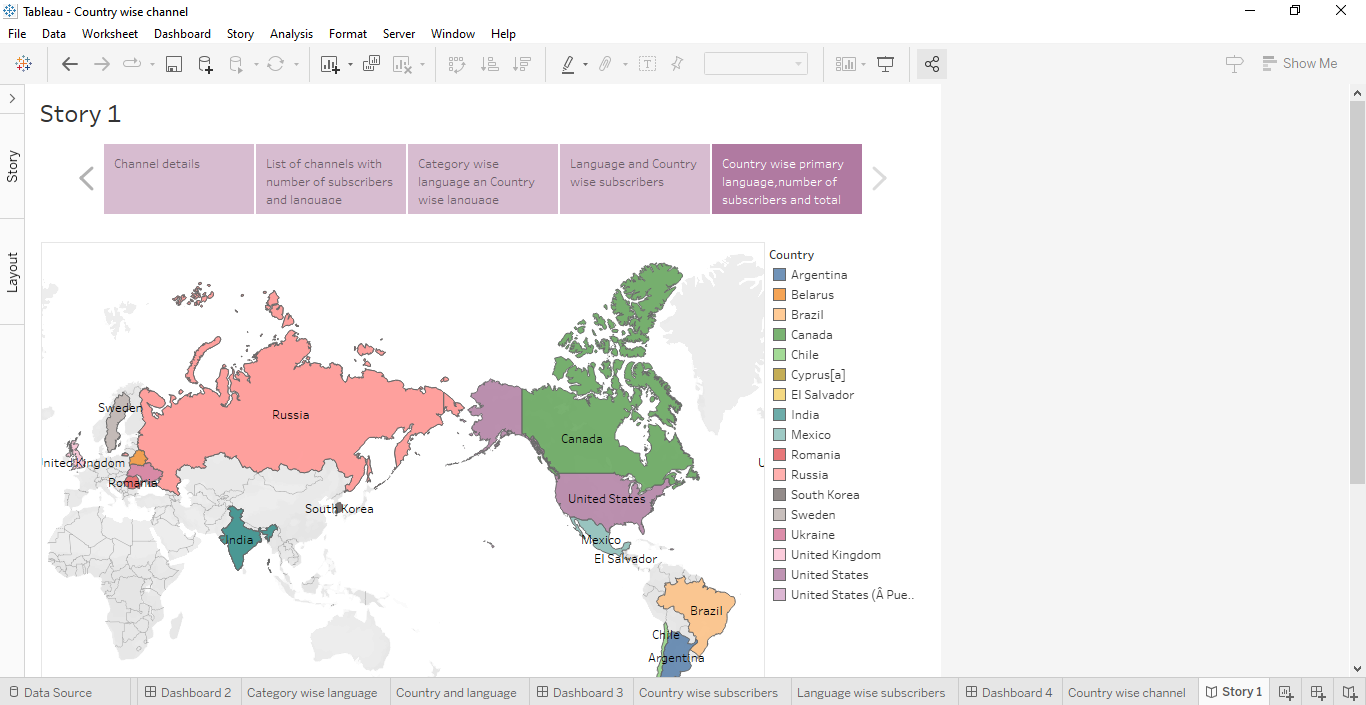 Tableau - Country wise channel
File Data Worksheet Dashboard Story Analysis Format Server Window Help
Show Me
Story
Layout
Story 1
Channel details
List of channels with
number of subscribers
and language
Category wise
language an Country
wise language
Language and Country
wise subscribers
Country wise primary
language,number of
subscribers and total
Sweden
Russia
United Kingdom
Romania
South Korea
India
Canada
United States
Mexico
El Salvador
Brazil
Chile
Argentina
U
Country
Argentina
Belarus
Brazil
Canada
Chile
Cyprus[a]
El Salvador
India
Mexico
Romania
Russia
South Korea
Sweden
Ukraine
United Kingdom
United States
United States (Â Pue..
Data Source Dashboard 2 Category wise language Country and language Dashboard 3 Country wise subscribers Language wise subscribers Dashboard 4 Country wise channel Story 1